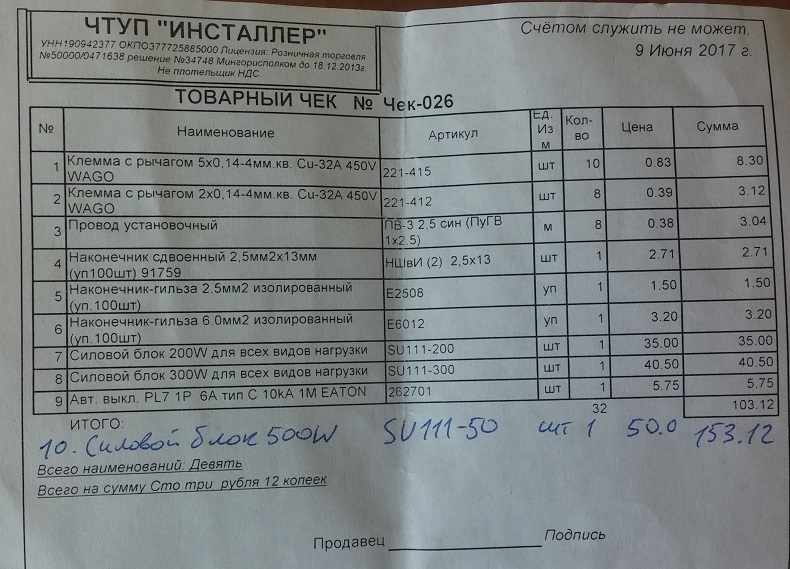 ЧТУП "ИНСТАЛЛЕР"
УНН190942377 ОКПО377725885000 Лицензия: Розничная торговля
№50000/0471638 решение №34748 Мингорисполком до 18.12.2013г.
Не плотельщик НДС.
Счётом служить не может.
9 Июня 2017 г.
ТОВАРНЫЙ ЧЕК № Чек-026
№ Наименование Артикул Ед. Из м Кол-во Цена Сумма
1 Клемма с рычагом 5x0,14-4мм.кв. Cu-32A 450V WAGO 221-415 шт 10 0.83 8.30
2 Клемма с рычагом 2x0,14-4мм.кв. Cu-32A 450V WAGO 221-412 шт 8 0.39 3.12
3 Провод установочный ПВ-3 2,5 син (ПуГВ 1x2.5) м 8 0.38 3.04
4 Наконечник сдвоенный 2,5мм2x13мм (уп100шт) 91759 НШвИ (2) 2,5x13 шт 1 2.71 2.71
5 Наконечник-гильза 2.5мм2 изолированный (уп.100шт) E2508 уп 1 1.50 1.50
6 Наконечник-гильза 6.0мм2 изолированный (уп.100шт) E6012 уп 1 3.20 3.20
7 Силовой блок 200W для всех видов нагрузки SU111-200 шт 1 35.00 35.00
8 Силовой блок 300W для всех видов нагрузки SU111-300 шт 1 40.50 40.50
9 Авт. выкл. PL7 1P 6A тип C 10kA 1M EATON 262701 шт 1 5.75 5.75
ИТОГО: 32 103.12
10. Силовой блок 500W SU111-50 шт 1 50.0 153.12
Всего наименований: Девять
Всего на сумму Сто три рубля 12 копеек
Продавец Подпись